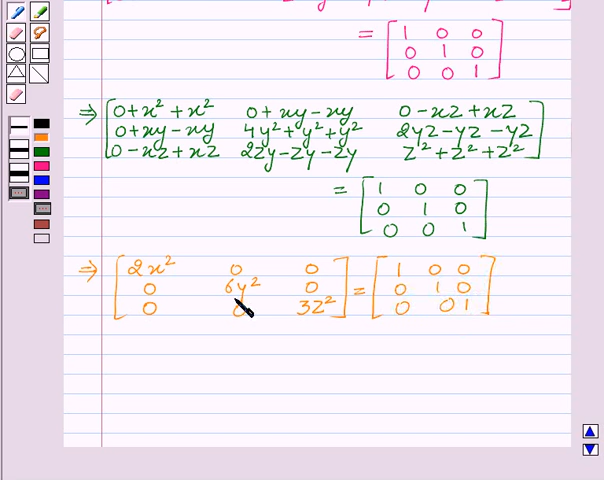 = [1 0 0
0 1 0
0 0 1]
⇒ [0+x²+x² 0+xy-xy 0-xz+xz
0+xy-xy 4y²+y²+y² 2yz-yz-yz
0-xz+xz 2zy-zy-zy z²+z²+z²]
= [1 0 0
0 1 0
0 0 1]
⇒ [2x² 0 0
0 6y² 0
0 0 3z²] = [1 0 0
0 1 0
0 0 1]